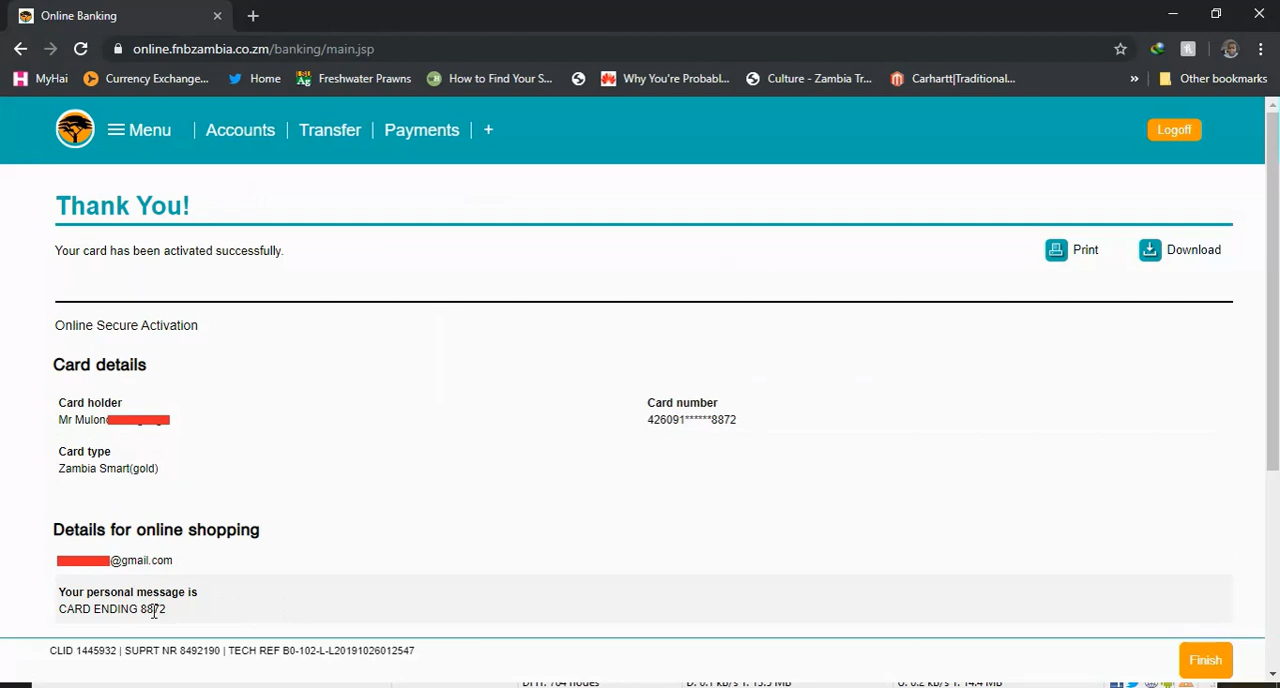 Online Banking
online.fnbzambia.co.zm/banking/main.jsp
MyHai Currency Exchange... Home Freshwater Prawns How to Find Your S... Why You're Probabl... Culture - Zambia Tr... Carhartt|Traditional... » Other bookmarks
Menu Accounts Transfer Payments + Logoff
Thank You!
Your card has been activated successfully. Print Download
Online Secure Activation
Card details
Card holder Card number
Mr Mulon 426091******8872
Card type
Zambia Smart(gold)
Details for online shopping
@gmail.com
Your personal message is
CARD ENDING 8872
CLID 1445932 | SUPRT NR 8492190 | TECH REF B0-102-L-L20191026012547
Finish